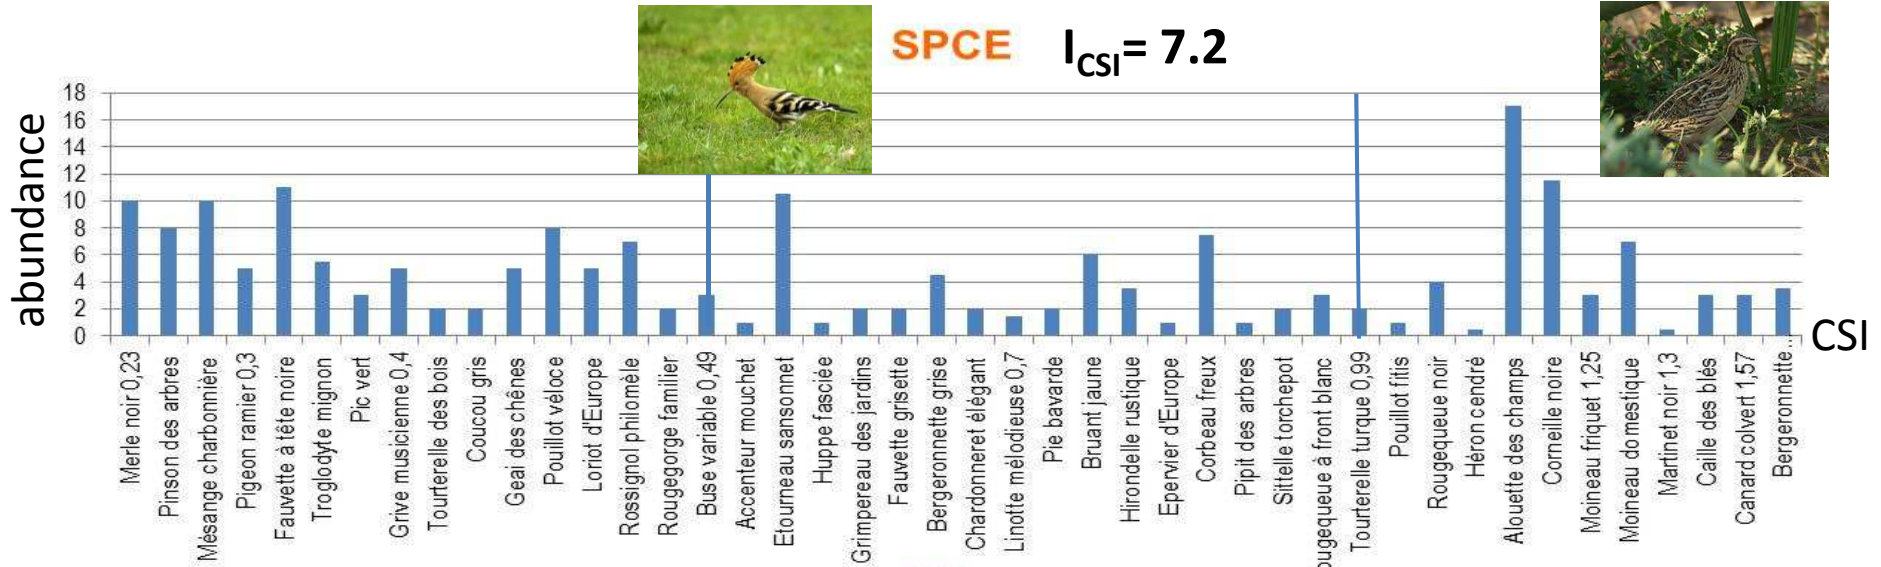 SPCE I_CSI= 7.2
abundance
18
16
14
12
10
8
6
4
2
0
CSI
Merle noir 0,23
Pinson des arbres
Mésange charbonnière
Pigeon ramier 0,3
Fauvette à tête noire
Troglodyte mignon
Pic vert
Grive musicienne 0,4
Tourterelle des bois
Coucou gris
Geai des chênes
Pouillot véloce
Loriot d'Europe
Rossignol philomèle
Rougegorge familier
Buse variable 0,49
Accenteur mouchet
Etourneau sansonnet
Huppe fasciée
Grimpereau des jardins
Fauvette grisette
Bergeronnette grise
Chardonneret élégant
Linotte mélodieuse 0,7
Pie bavarde
Bruant jaune
Hirondelle rustique
Epervier d'Europe
Corbeau freux
Pipit des arbres
Sittelle torchepot
ougequeue à front blanc
Tourterelle turque 0,99
Pouillot fitis
Rougequeue noir
Héron cendré
Alouette des champs
Corneille noire
Moineau friquet 1,25
Moineau domestique
Martinet noir 1,3
Caille des blés
Canard colvert 1,57
Bergeronnette...